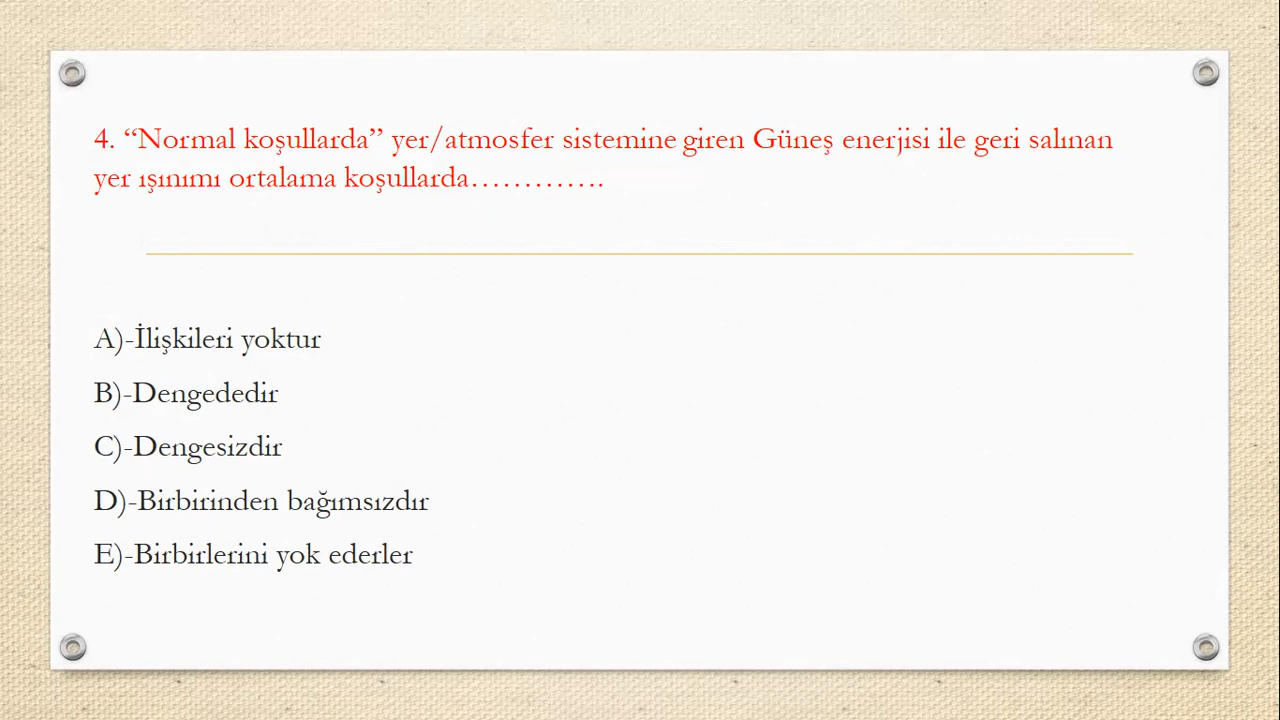 4. “Normal koşullarda” yer/atmosfer sistemine giren Güneş enerjisi ile geri salınan
yer ışınımı ortalama koşullarda………….
A)-İlişkileri yoktur
B)-Dengededir
C)-Dengesizdir
D)-Birbirinden bağımsızdır
E)-Birbirlerini yok ederler